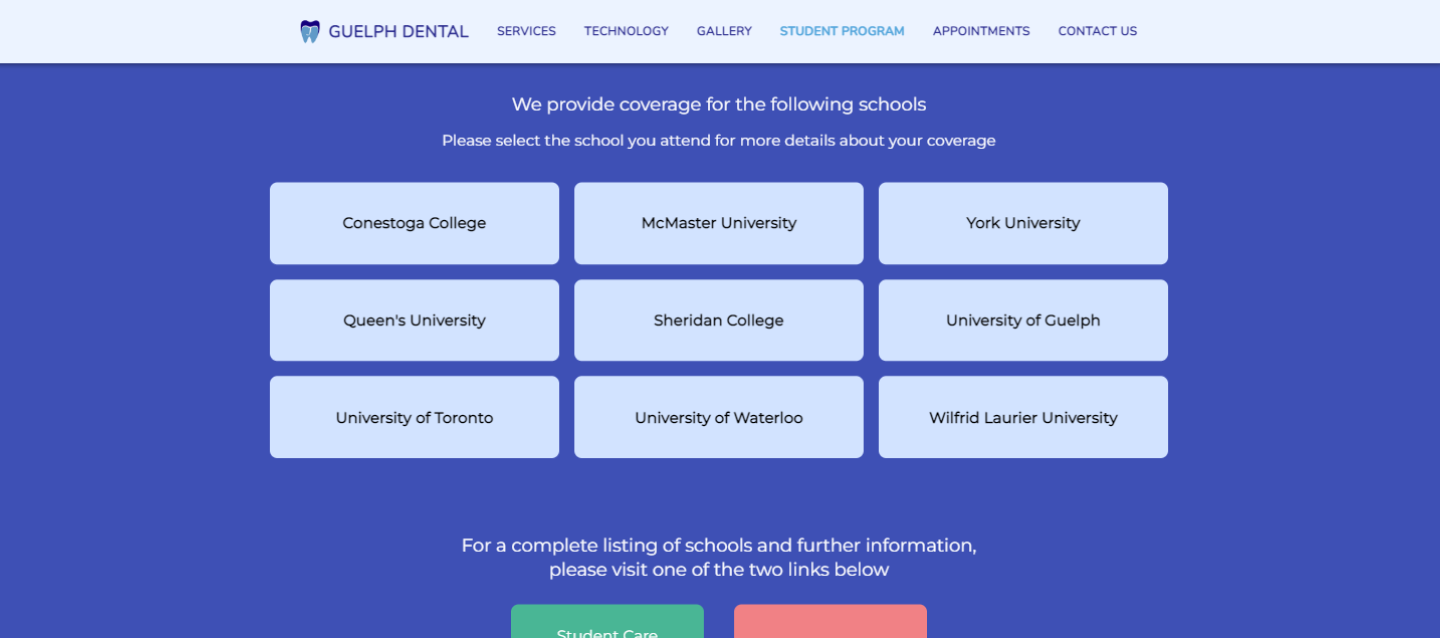 GUELPH DENTAL SERVICES TECHNOLOGY GALLERY STUDENT PROGRAM APPOINTMENTS CONTACT US
We provide coverage for the following schools
Please select the school you attend for more details about your coverage
Conestoga College
McMaster University
York University
Queen's University
Sheridan College
University of Guelph
University of Toronto
University of Waterloo
Wilfrid Laurier University
For a complete listing of schools and further information,
please visit one of the two links below
Student Care